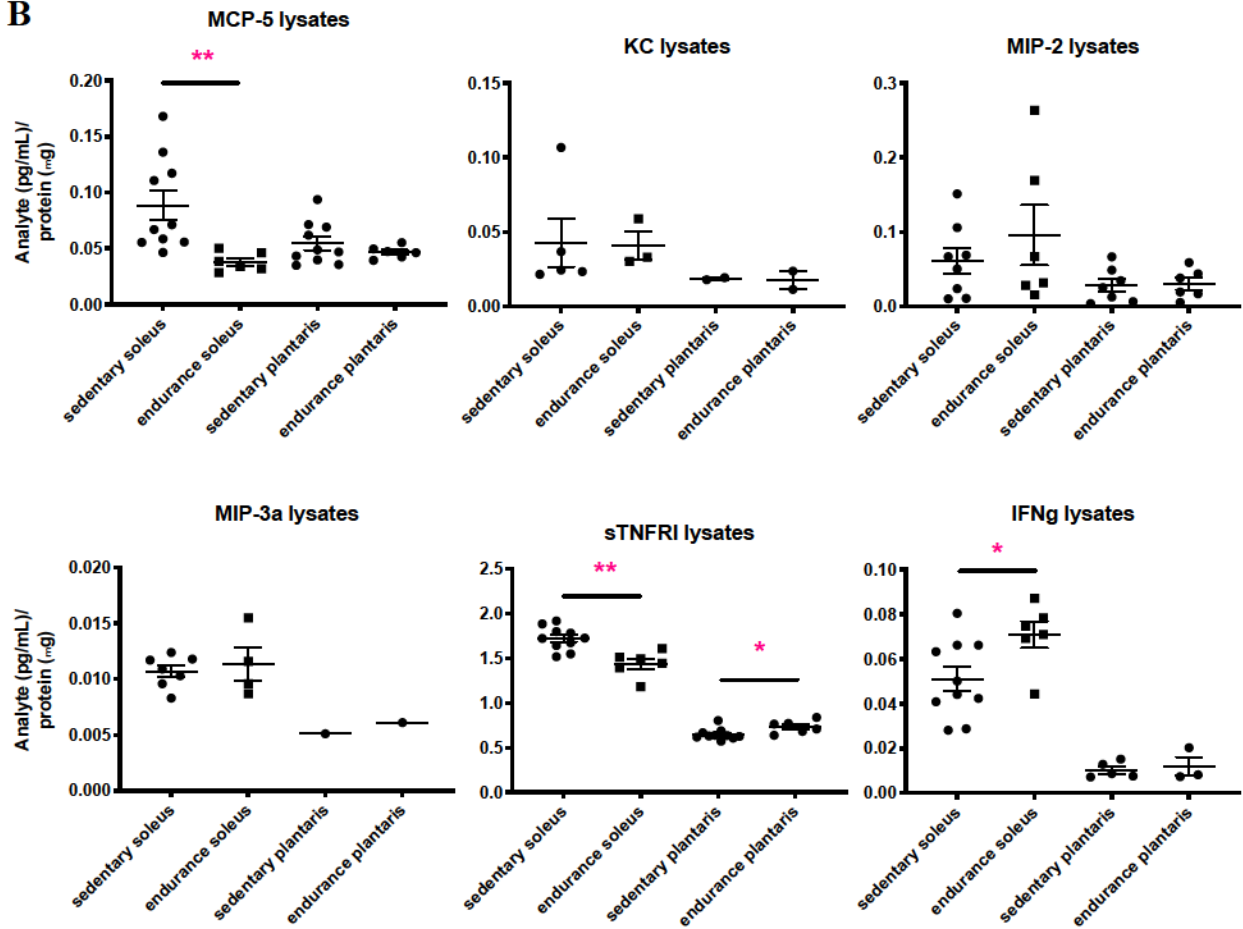 B
MCP-5 lysates
KC lysates
MIP-2 lysates
**
Analyte (pg/mL)/
protein (mg)
0.20
0.15
0.10
0.05
0.00
0.15
0.10
0.05
0.00
0.3
0.2
0.1
0.0
sedentary soleus
endurance soleus
sedentary plantaris
endurance plantaris
sedentary soleus
endurance soleus
sedentary plantaris
endurance plantaris
sedentary soleus
endurance soleus
sedentary plantaris
endurance plantaris
MIP-3a lysates
sTNFRI lysates
IFNg lysates
**
*
*
Analyte (pg/mL)/
protein (mg)
0.020
0.015
0.010
0.005
0.000
2.5
2.0
1.5
1.0
0.5
0.0
0.10
0.08
0.06
0.04
0.02
0.00
sedentary soleus
endurance soleus
sedentary plantaris
endurance plantaris
sedentary soleus
endurance soleus
sedentary plantaris
endurance plantaris
sedentary soleus
endurance soleus
sedentary plantaris
endurance plantaris